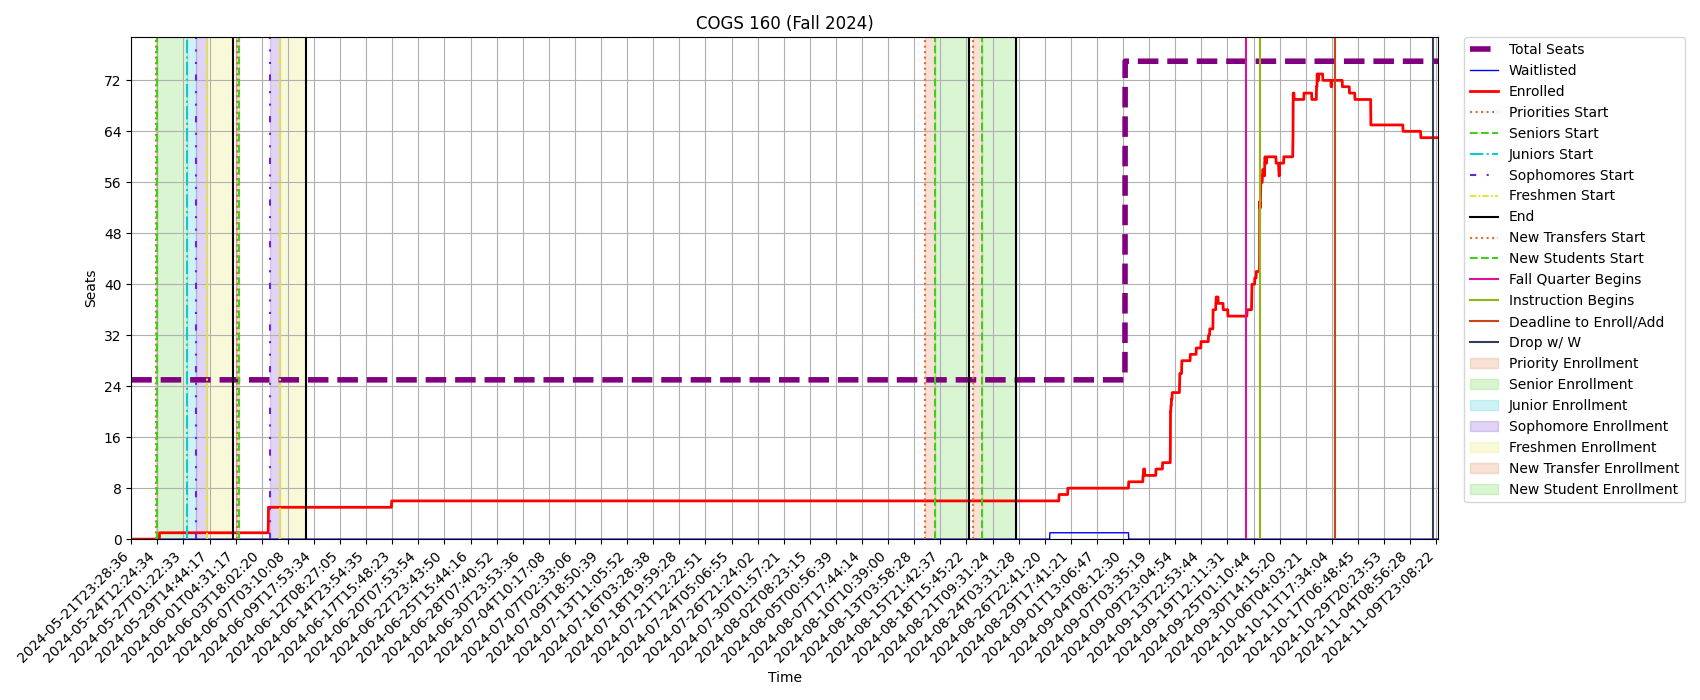 COGS 160 (Fall 2024)
Seats
72
64
56
48
40
32
24
16
8
0
2024-05-21T23:28:36
2024-05-24T12:24:34
2024-05-27T01:22:33
2024-05-29T14:44:17
2024-06-01T04:31:17
2024-06-03T18:02:20
2024-06-07T03:10:08
2024-06-09T17:53:34
2024-06-12T08:27:05
2024-06-14T23:54:35
2024-06-17T15:48:23
2024-06-20T07:53:54
2024-06-22T23:43:50
2024-06-25T15:44:16
2024-06-28T07:40:52
2024-06-30T23:53:36
2024-07-04T10:17:08
2024-07-07T02:33:06
2024-07-09T18:50:39
2024-07-13T11:05:52
2024-07-16T03:28:38
2024-07-18T19:59:28
2024-07-21T12:22:51
2024-07-24T05:06:55
2024-07-26T21:24:02
2024-07-30T01:57:21
2024-08-02T08:23:15
2024-08-05T00:56:39
2024-08-07T17:44:14
2024-08-10T10:39:00
2024-08-13T03:58:28
2024-08-15T21:42:37
2024-08-18T15:45:22
2024-08-21T09:31:24
2024-08-24T03:31:28
2024-08-26T22:41:20
2024-08-29T17:41:21
2024-09-01T13:06:47
2024-09-04T08:12:30
2024-09-07T03:35:19
2024-09-09T23:04:54
2024-09-13T22:53:44
2024-09-19T12:11:31
2024-09-25T01:10:44
2024-09-30T14:15:20
2024-10-06T04:03:21
2024-10-11T17:34:04
2024-10-17T06:48:45
2024-10-29T20:23:53
2024-11-04T08:56:28
2024-11-09T23:08:22
Time
Total Seats
Waitlisted
Enrolled
Priorities Start
Seniors Start
Juniors Start
Sophomores Start
Freshmen Start
End
New Transfers Start
New Students Start
Fall Quarter Begins
Instruction Begins
Deadline to Enroll/Add
Drop w/ W
Priority Enrollment
Senior Enrollment
Junior Enrollment
Sophomore Enrollment
Freshmen Enrollment
New Transfer Enrollment
New Student Enrollment